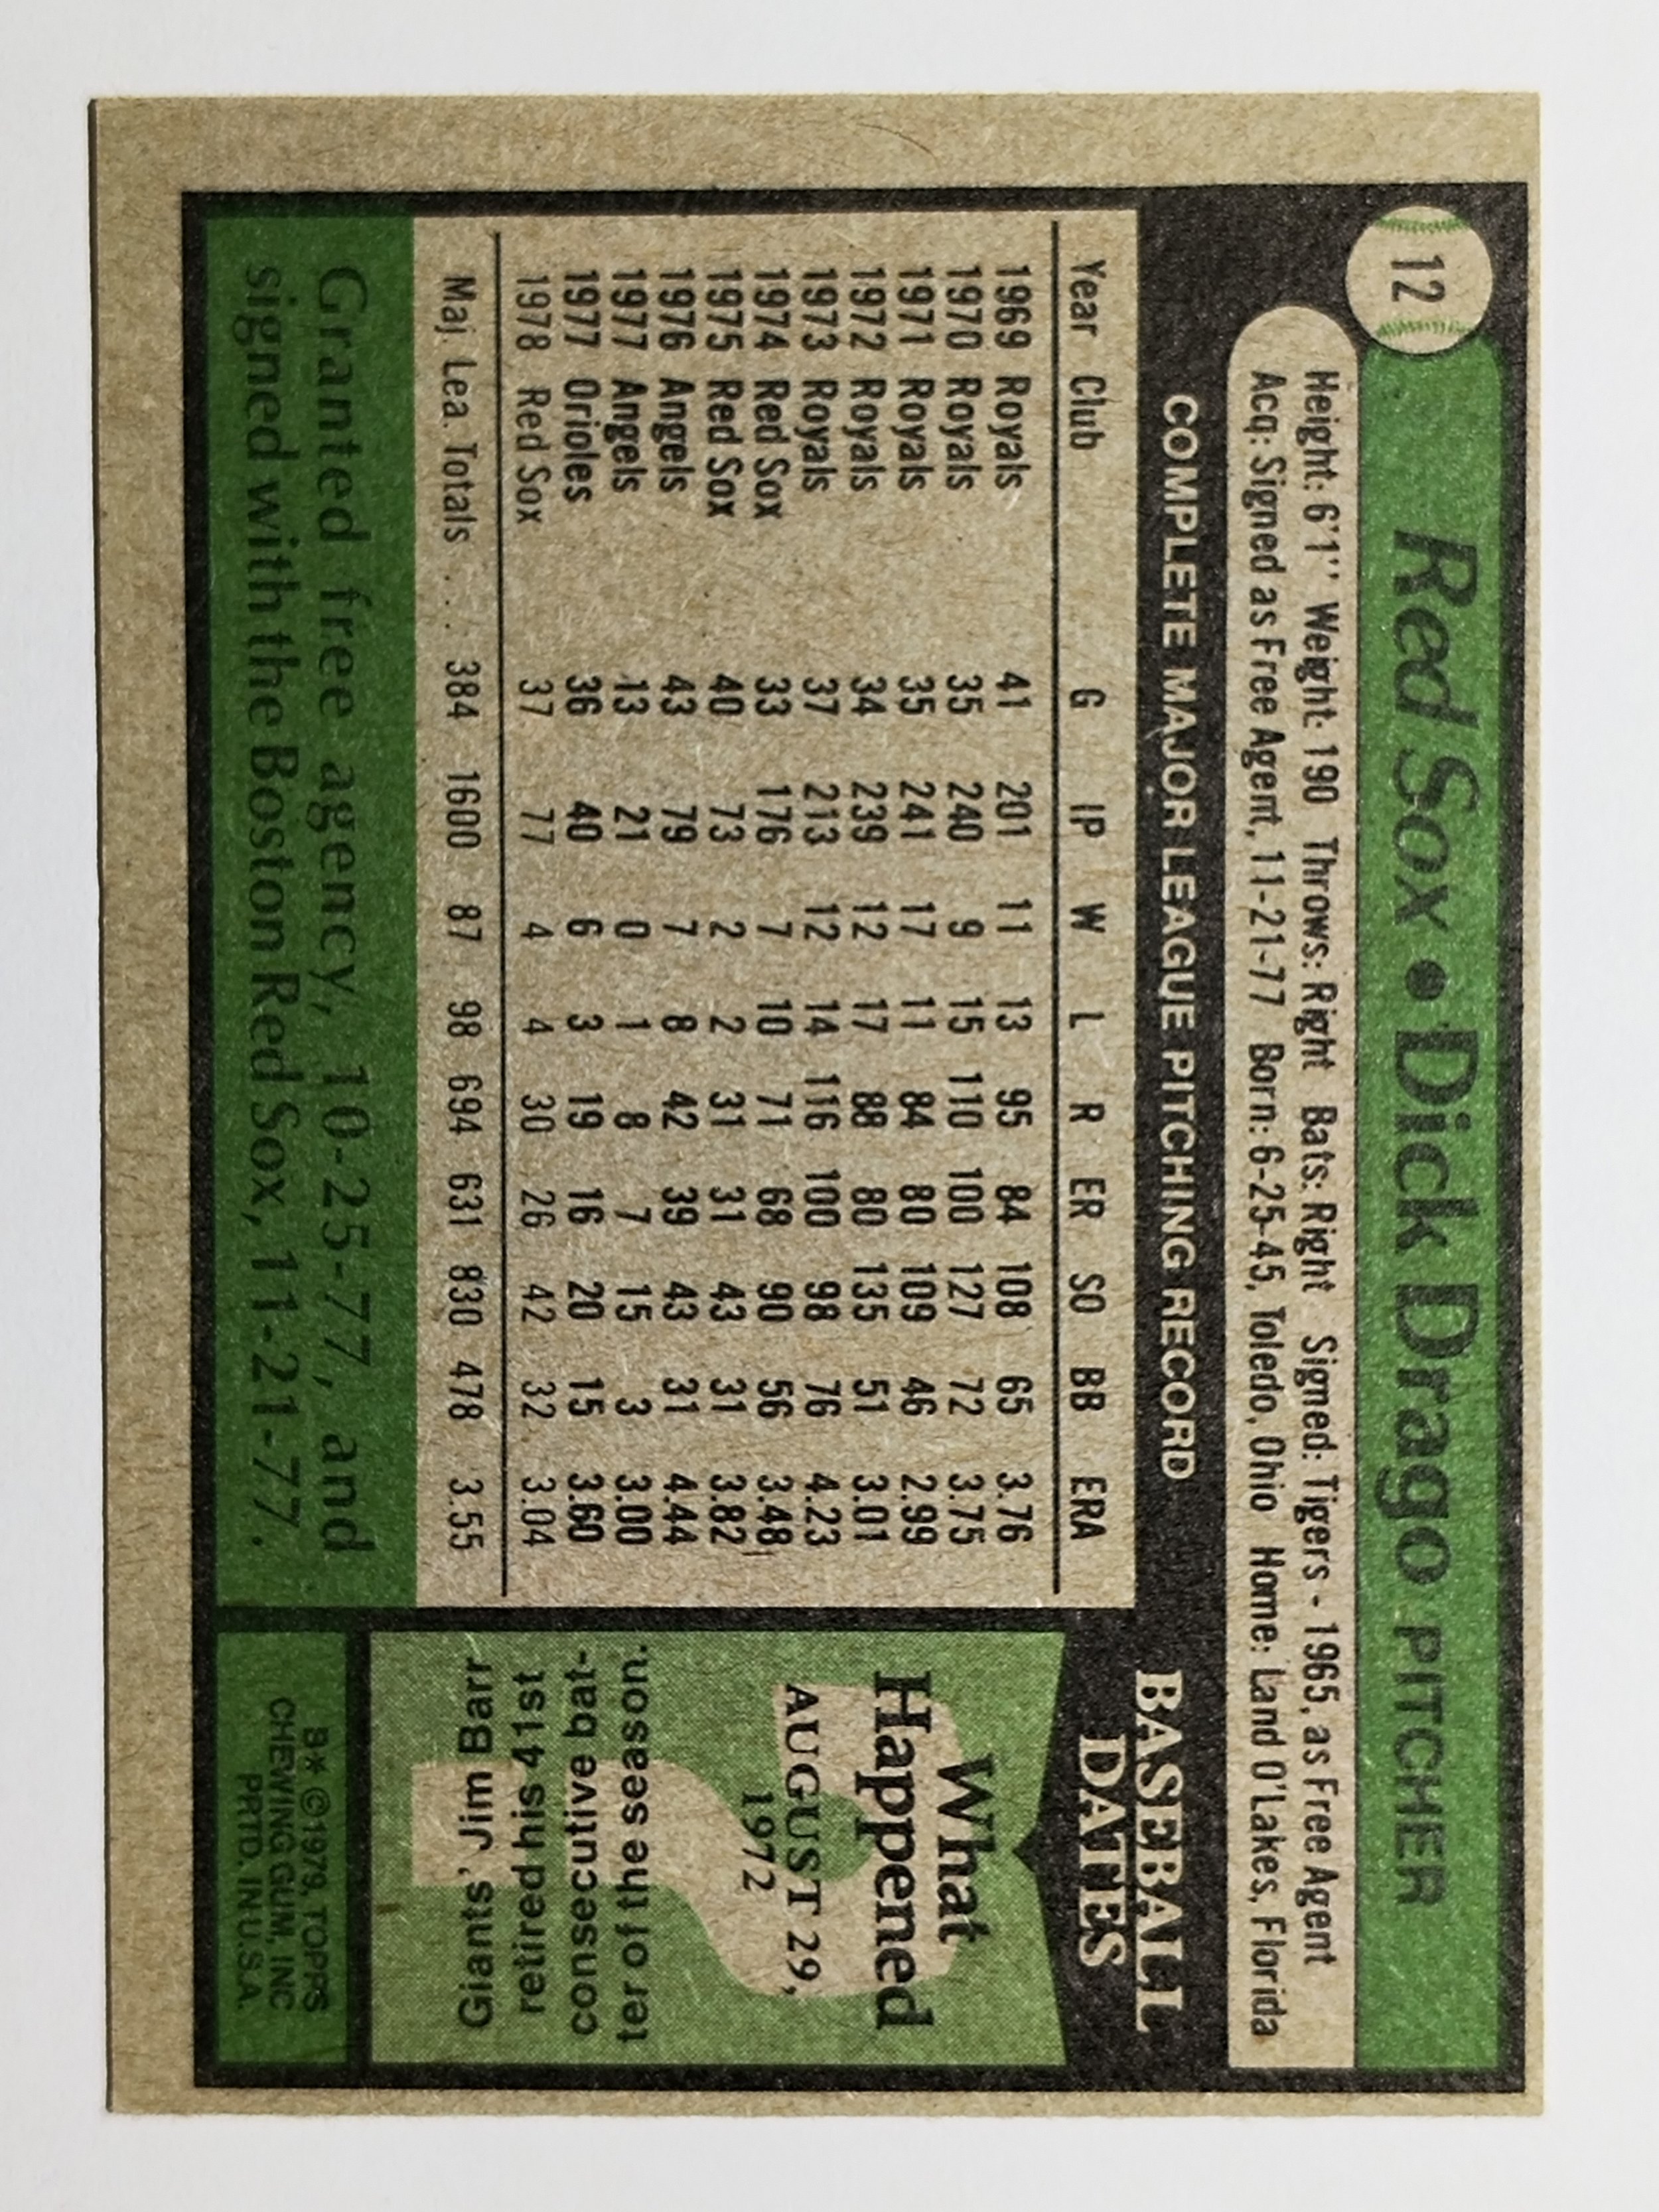 12
Red Sox • Dick Drago PITCHER
Height: 6'1'' Weight: 190 Throws: Right Bats: Right Signed: Tigers - 1965, as Free Agent
Acq: Signed as Free Agent, 11-21-77 Born: 6-25-45, Toledo, Ohio Home: Land O'Lakes, Florida
COMPLETE MAJOR LEAGUE PITCHING RECORD
Year Club G IP W L R ER SO BB ERA
1969 Royals 41 201 11 13 95 84 108 65 3.76
1970 Royals 35 240 9 15 110 100 127 72 3.75
1971 Royals 35 241 17 11 84 80 109 46 2.99
1972 Royals 34 239 12 17 88 80 135 51 3.01
1973 Royals 37 213 12 14 116 100 98 76 4.23
1974 Red Sox 33 176 7 10 71 68 90 56 3.48
1975 Red Sox 40 73 2 2 31 31 43 31 3.82
1976 Angels 43 79 7 8 42 39 43 31 4.44
1977 Angels 13 21 0 1 8 7 15 3 3.00
1977 Orioles 36 40 6 3 19 16 20 15 3.60
1978 Red Sox 37 77 4 4 30 26 42 32 3.04
Maj. Lea. Totals . . . 384 1600 87 98 694 631 830 478 3.55
Granted free agency, 10-25-77, and
signed with the Boston Red Sox, 11-21-77.
BASEBALL
DATES
What
Happened
AUGUST 29,
1972
Giants' Jim Barr
retired his 41st
consecutive bat-
ter of the season.
B* ©1979, TOPPS
CHEWING GUM, INC
PRTD. IN U.S.A.